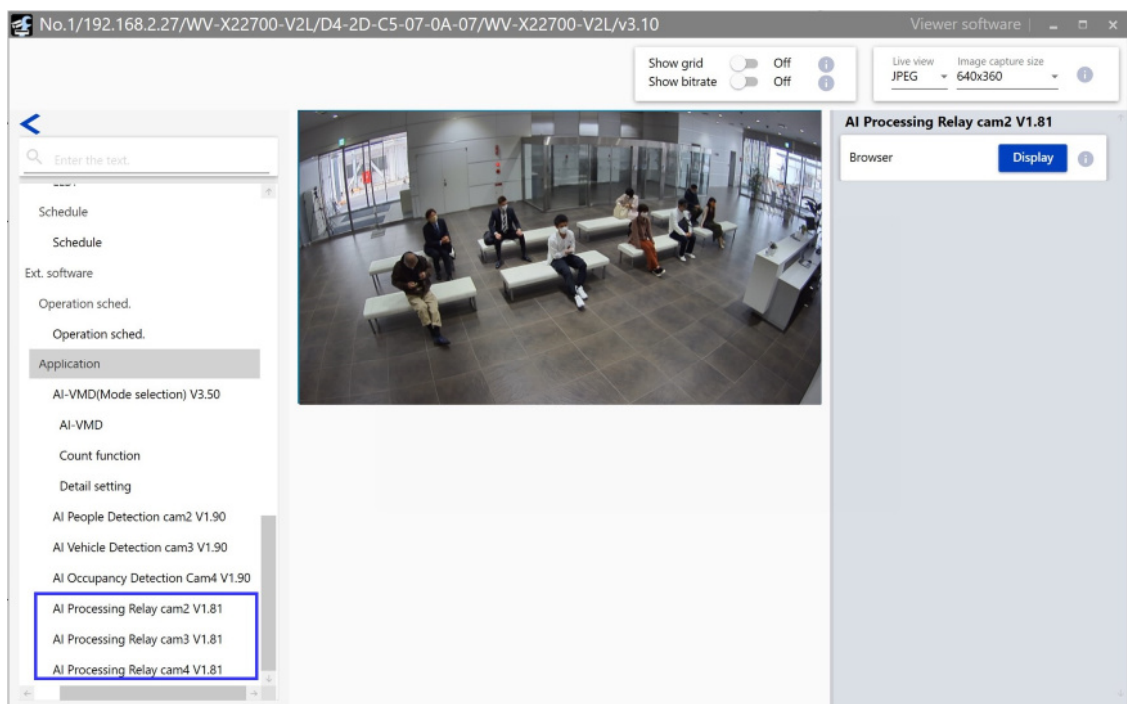 No.1/192.168.2.27/WV-X22700-V2L/D4-2D-C5-07-0A-07/WV-X22700-V2L/v3.10
Viewer software
Show grid Off
Show bitrate Off
Live view
JPEG
Image capture size
640x360
Enter the text.
Schedule
Schedule
Ext. software
Operation sched.
Operation sched.
Application
AI-VMD(Mode selection) V3.50
AI-VMD
Count function
Detail setting
AI People Detection cam2 V1.90
AI Vehicle Detection cam3 V1.90
AI Occupancy Detection Cam4 V1.90
AI Processing Relay cam2 V1.81
AI Processing Relay cam3 V1.81
AI Processing Relay cam4 V1.81
AI Processing Relay cam2 V1.81
Browser
Display